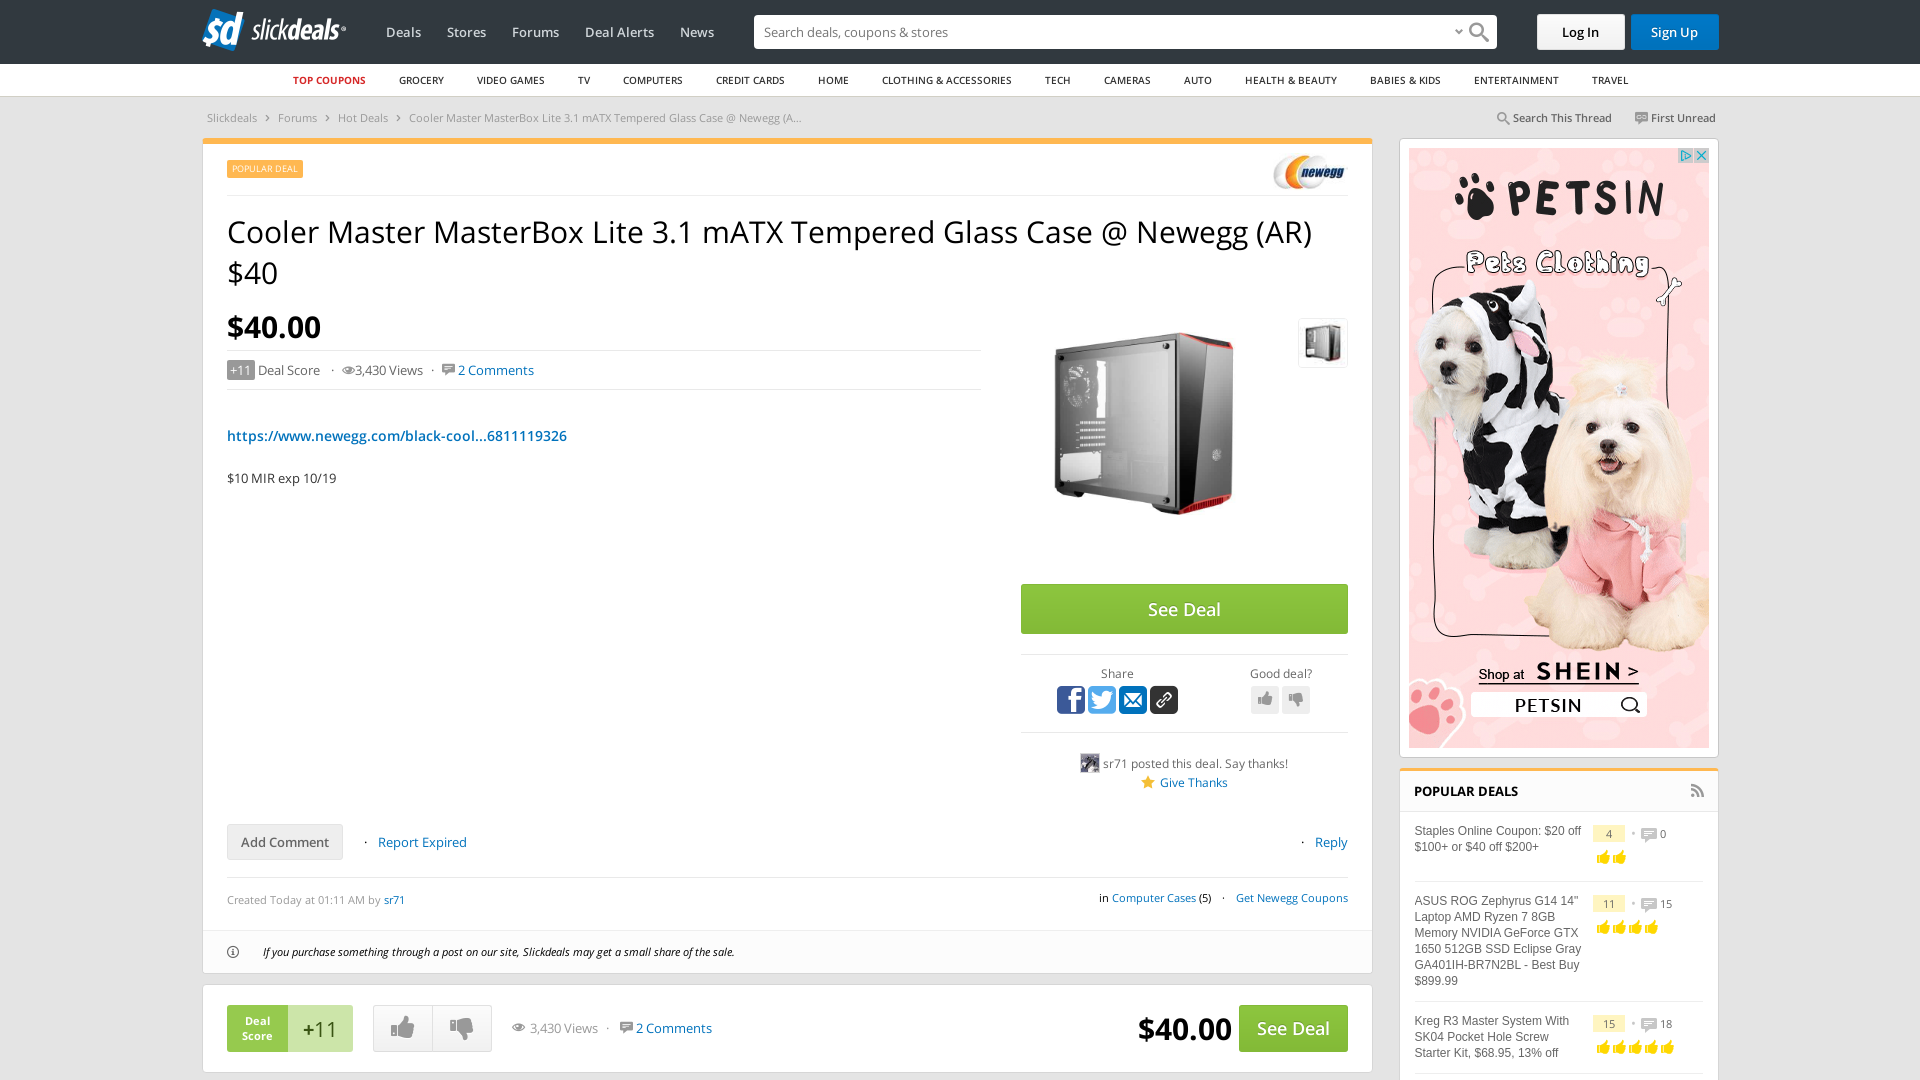 sd slickdeals
Deals
Stores
Forums
Deal Alerts
News
Search deals, coupons & stores
Log In
Sign Up
TOP COUPONS
GROCERY
VIDEO GAMES
TV
COMPUTERS
CREDIT CARDS
HOME
CLOTHING & ACCESSORIES
TECH
CAMERAS
AUTO
HEALTH & BEAUTY
BABIES & KIDS
ENTERTAINMENT
TRAVEL
Slickdeals > Forums > Hot Deals > Cooler Master MasterBox Lite 3.1 mATX Tempered Glass Case @ Newegg (A...
Search This Thread
First Unread
POPULAR DEAL
newegg
Cooler Master MasterBox Lite 3.1 mATX Tempered Glass Case @ Newegg (AR)
$40
$40.00
+11 Deal Score · 3,430 Views · 2 Comments
https://www.newegg.com/black-cool...6811119326
$10 MIR exp 10/19
See Deal
Share
Good deal?
sr71 posted this deal. Say thanks!
Give Thanks
Add Comment · Report Expired
· Reply
Created Today at 01:11 AM by sr71
in Computer Cases (5) · Get Newegg Coupons
If you purchase something through a post on our site, Slickdeals may get a small share of the sale.
Deal
Score
+11
3,430 Views · 2 Comments
$40.00
See Deal
PETSIN
Pets Clothing
Shop at SHEIN >
PETSIN
POPULAR DEALS
Staples Online Coupon: $20 off
$100+ or $40 off $200+
4 • 0
ASUS ROG Zephyrus G14 14"
Laptop AMD Ryzen 7 8GB
Memory NVIDIA GeForce GTX
1650 512GB SSD Eclipse Gray
GA401IH-BR7N2BL - Best Buy
$899.99
11 • 15
Kreg R3 Master System With
SK04 Pocket Hole Screw
Starter Kit, $68.95, 13% off
15 • 18